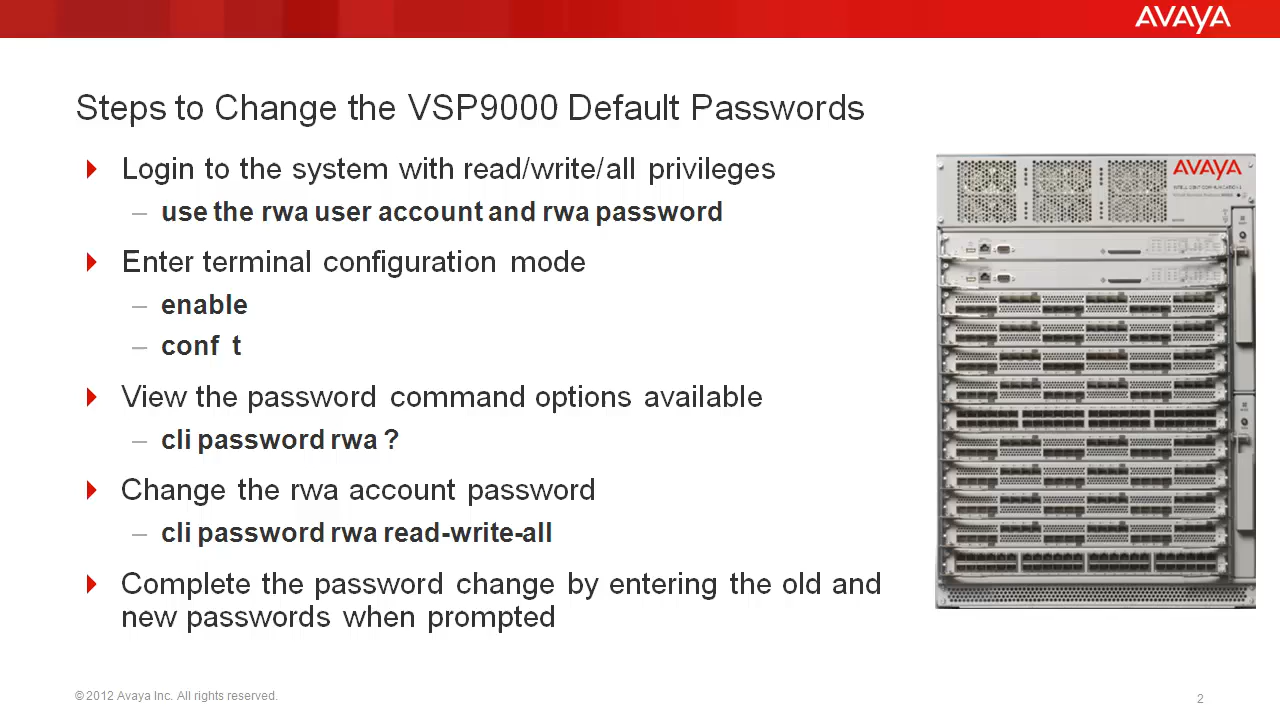 AVAYA
Steps to Change the VSP9000 Default Passwords
Login to the system with read/write/all privileges
– use the rwa user account and rwa password
Enter terminal configuration mode
– enable
– conf t
View the password command options available
– cli password rwa ?
Change the rwa account password
– cli password rwa read-write-all
Complete the password change by entering the old and
new passwords when prompted
AVAYA
© 2012 Avaya Inc. All rights reserved.
2